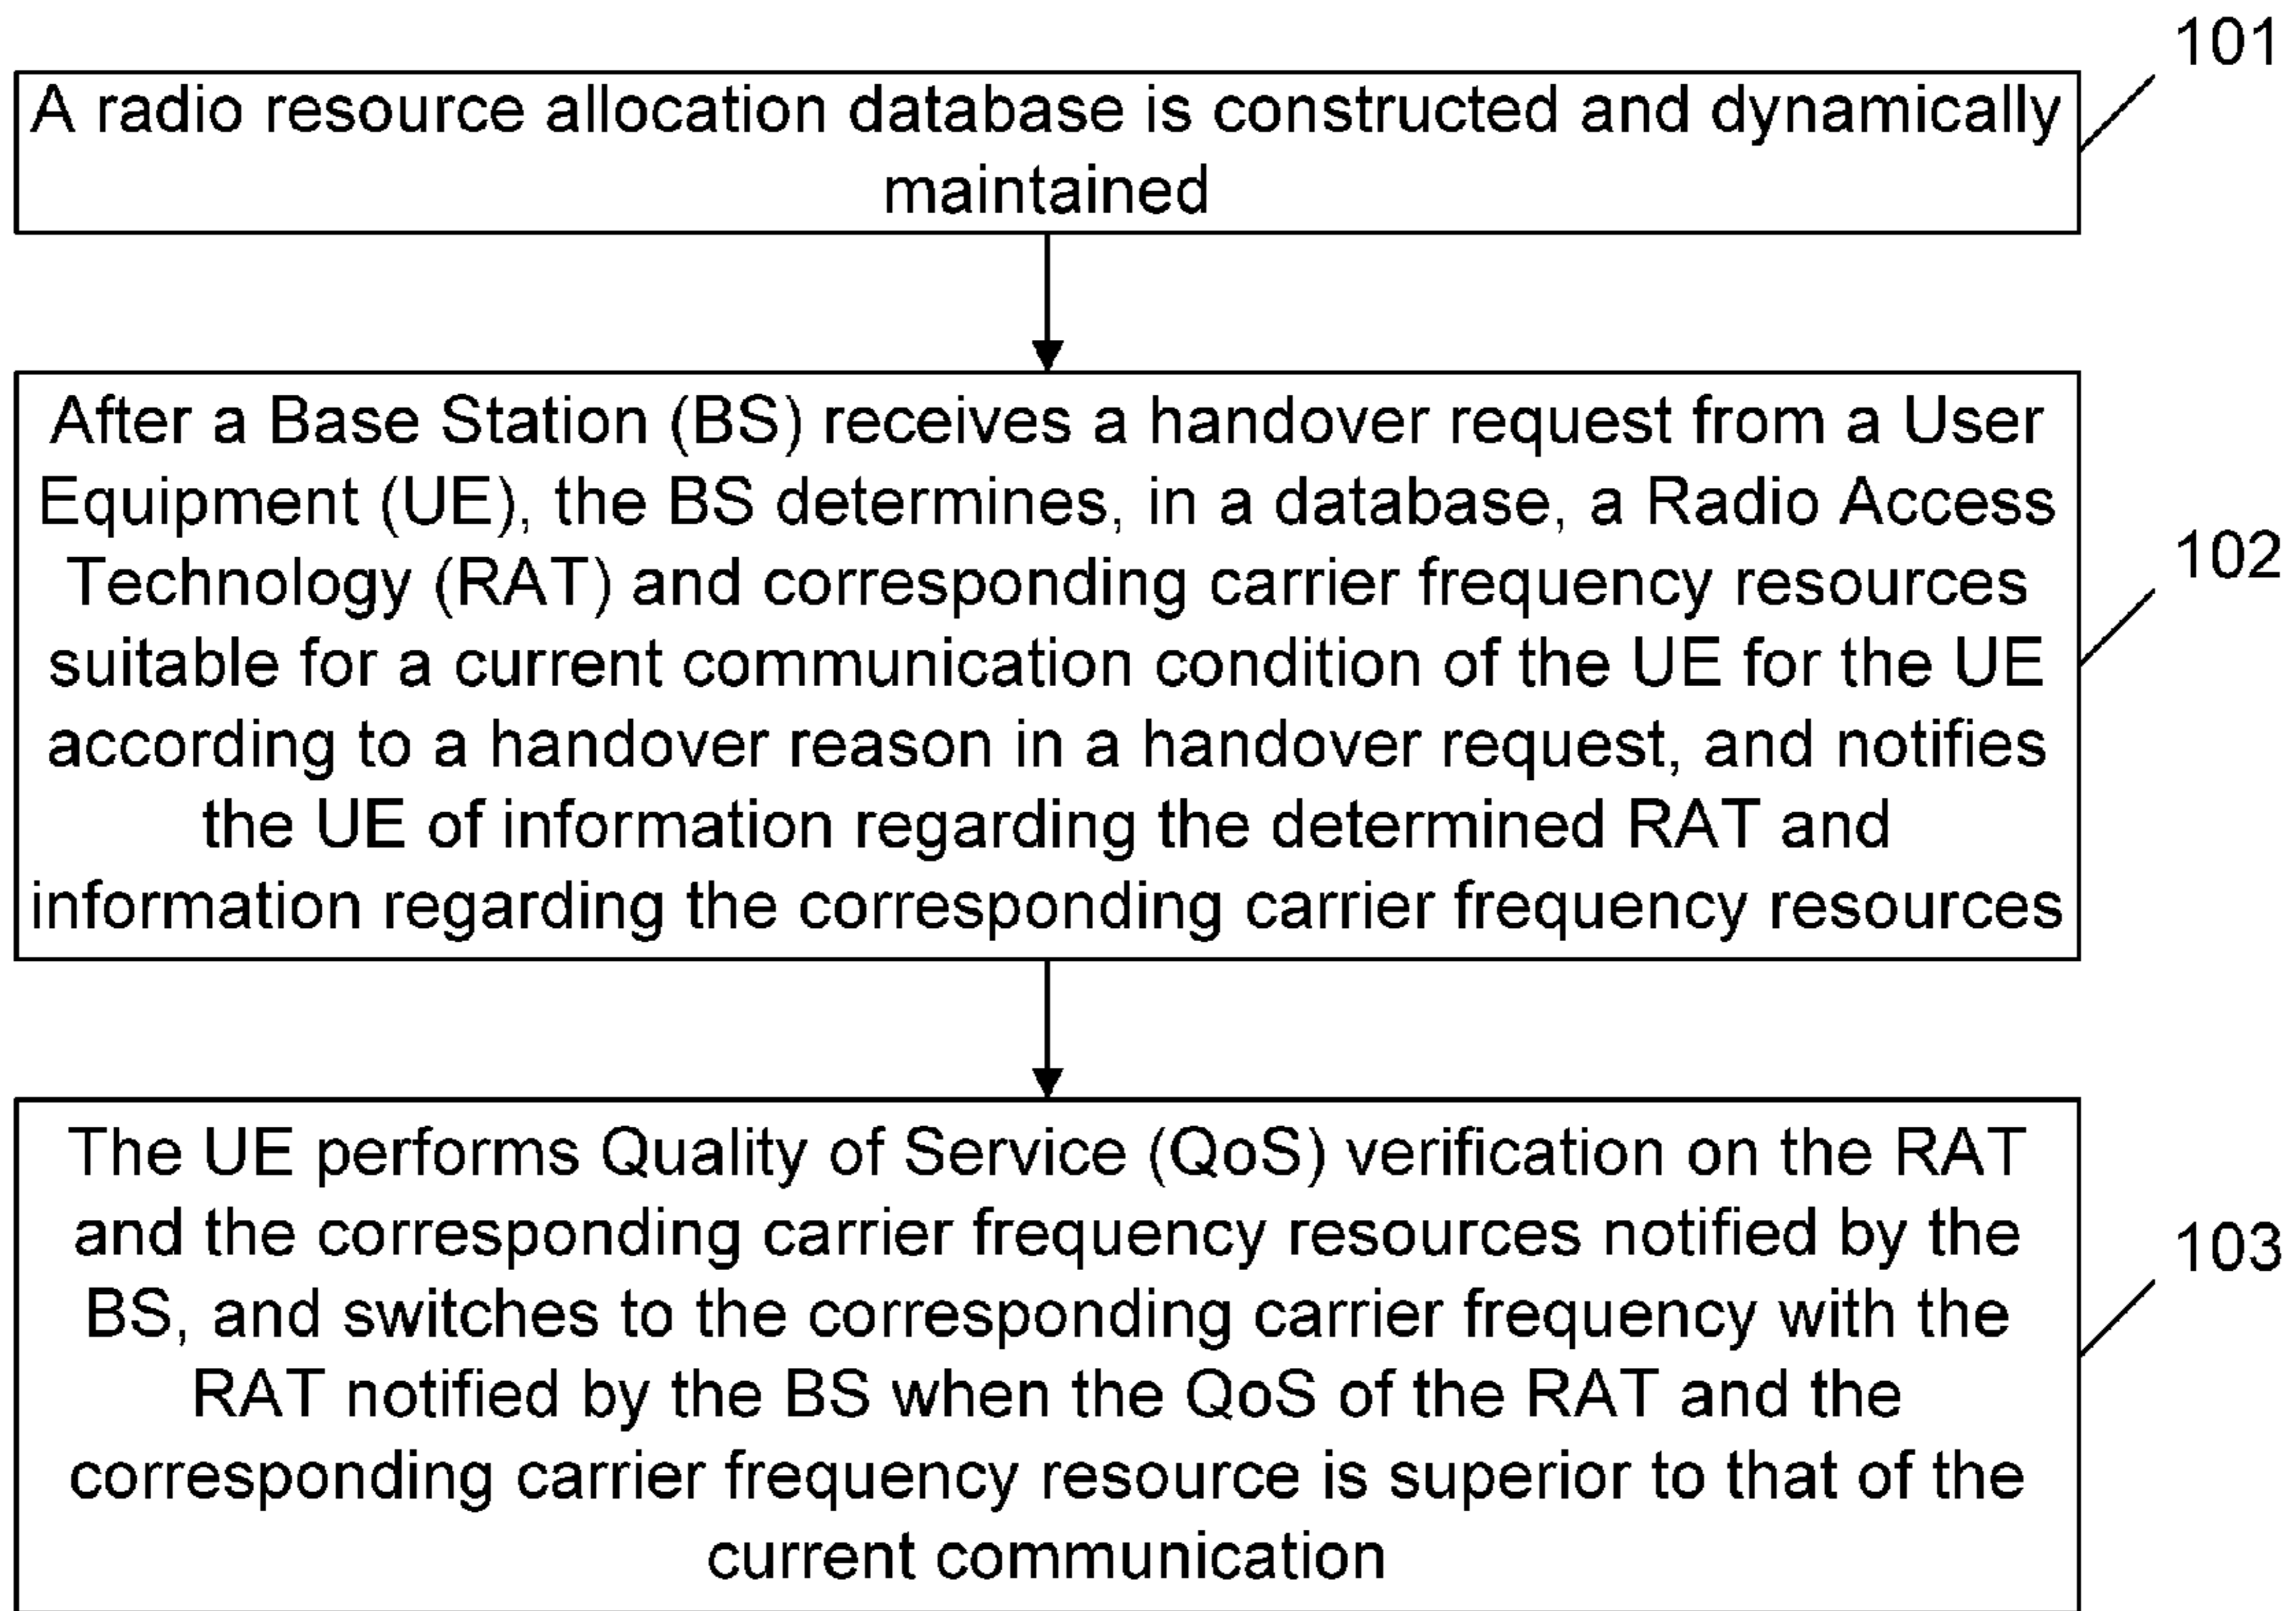 101
A radio resource allocation database is constructed and dynamically
maintained
After a Base Station (BS) receives a handover request from a User
Equipment (UE), the BS determines, in a database, a Radio Access
Technology (RAT) and corresponding carrier frequency resources
suitable for a current communication condition of the UE for the UE
according to a handover reason in a handover request, and notifies
the UE of information regarding the determined RAT and
information regarding the corresponding carrier frequency resources
102
The UE performs Quality of Service (QoS) verification on the RAT
and the corresponding carrier frequency resources notified by the
BS, and switches to the corresponding carrier frequency with the
RAT notified by the BS when the QoS of the RAT and the
corresponding carrier frequency resource is superior to that of the
current communication
103